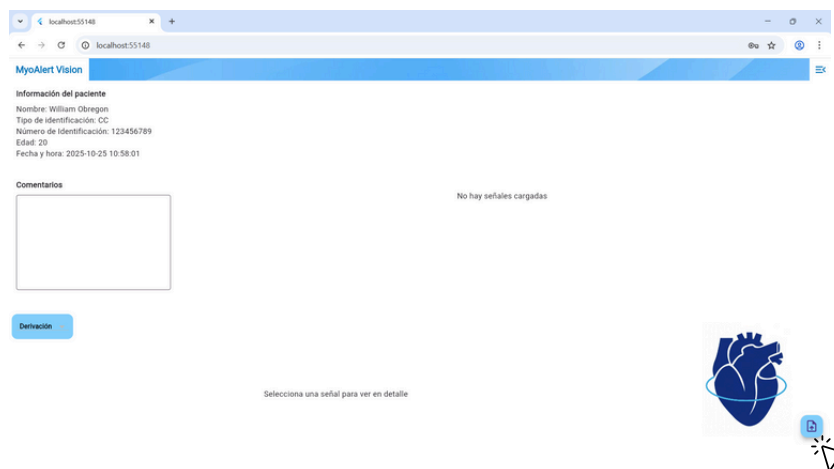 localhost:55148
localhost:55148
MyoAlert Vision
Información del paciente
Nombre: William Obregon
Tipo de identificación: CC
Número de Identificación: 123456789
Edad: 20
Fecha y hora: 2025-10-25 10:58:01
Comentarios
No hay señales cargadas
Derivación
Selecciona una señal para ver en detalle